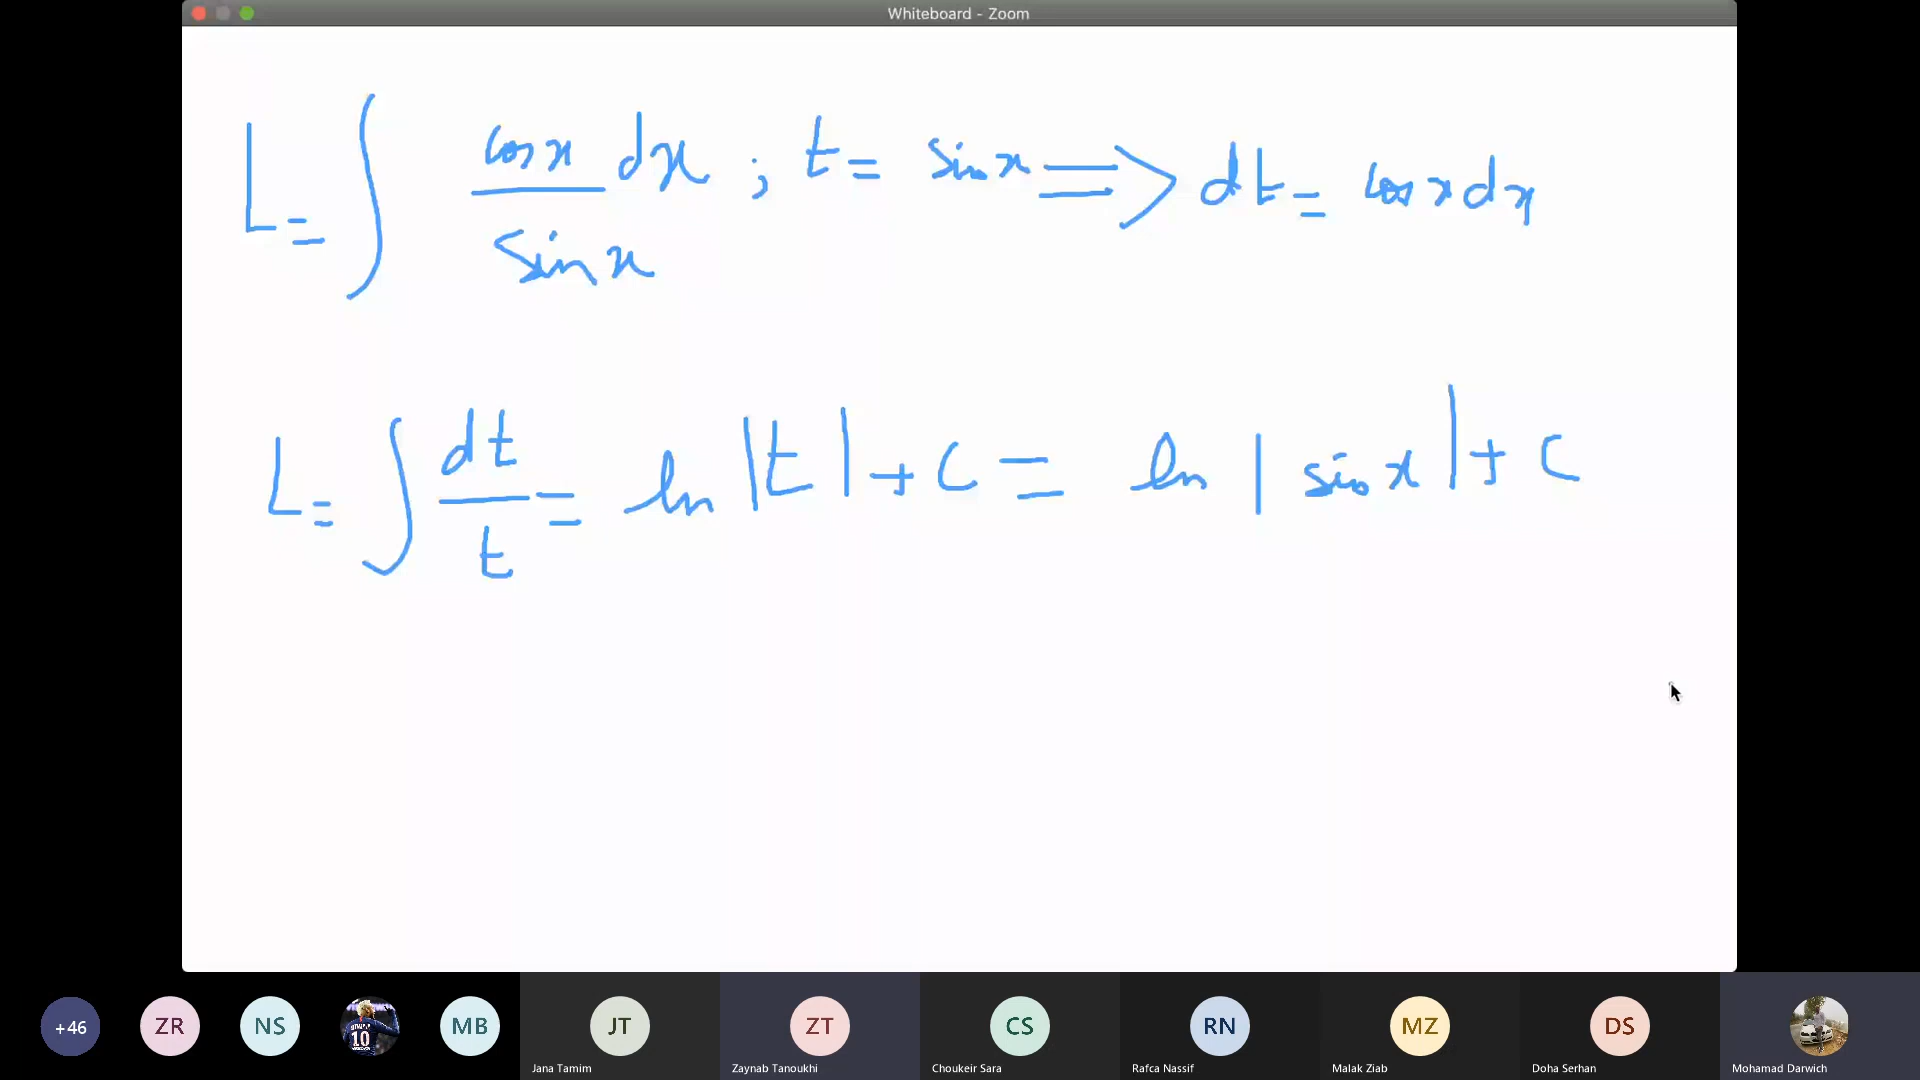 Whiteboard - Zoom
L = ∫ cos x / sin x dx ; t = sin x => dt = cos x dx
L = ∫ dt / t = ln |t| + C = ln | sin x | + C
+46 ZR NS MB JT ZT CS RN MZ DS
10
Jana Tamim Zaynab Tanoukhi Choukeir Sara Rafca Nassif Malak Ziab Doha Serhan Mohamad Darwich